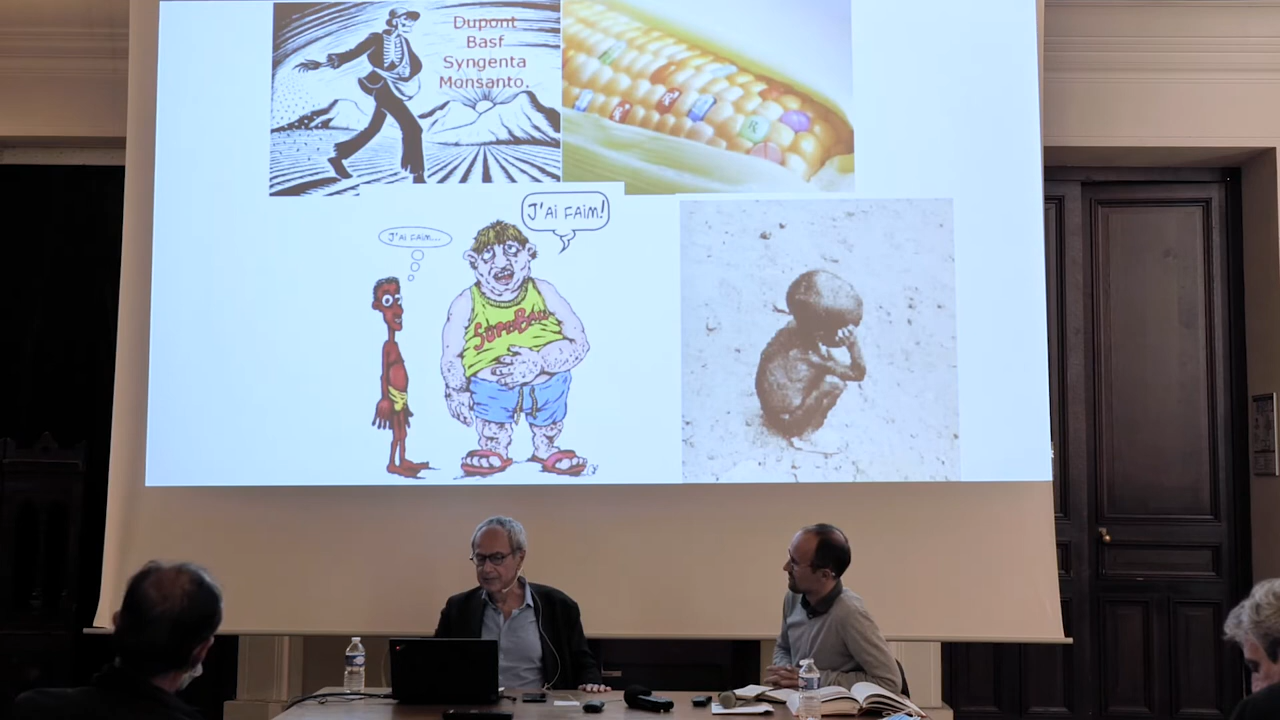 Dupont
Basf
Syngenta
Monsanto.
J'AI FAIM...
J'AI FAIM!